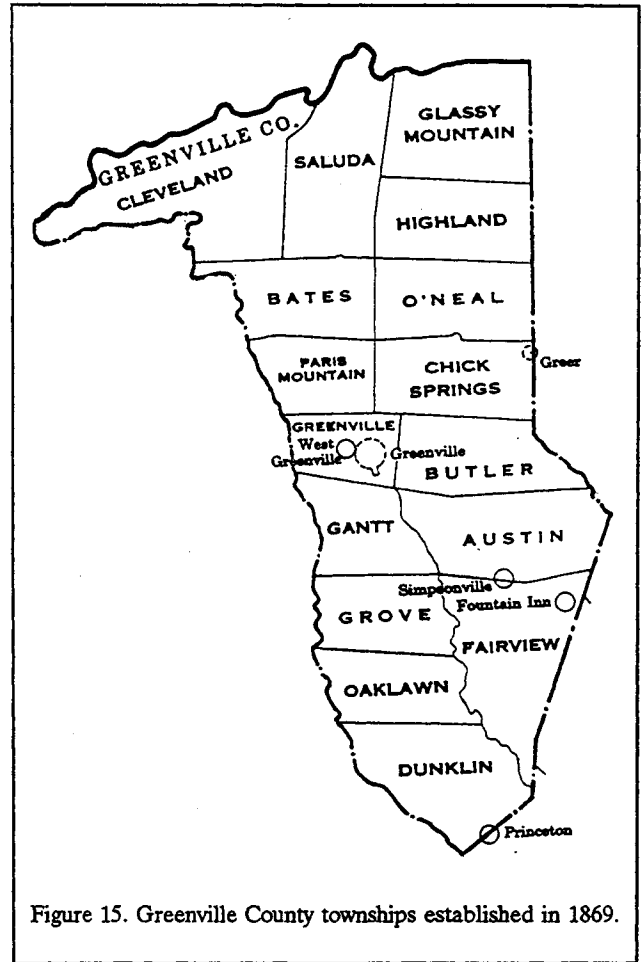 GREENVILLE CO.
CLEVELAND
SALUDA
GLASSY
MOUNTAIN
HIGHLAND
BATES
O'NEAL
PARIS
MOUNTAIN
CHICK
SPRINGS
Greer
GREENVILLE
West
Greenville
Greenville
BUTLER
GANTT
AUSTIN
Simpsonville
Fountain Inn
GROVE
FAIRVIEW
OAKLAWN
DUNKLIN
Princeton
Figure 15. Greenville County townships established in 1869.